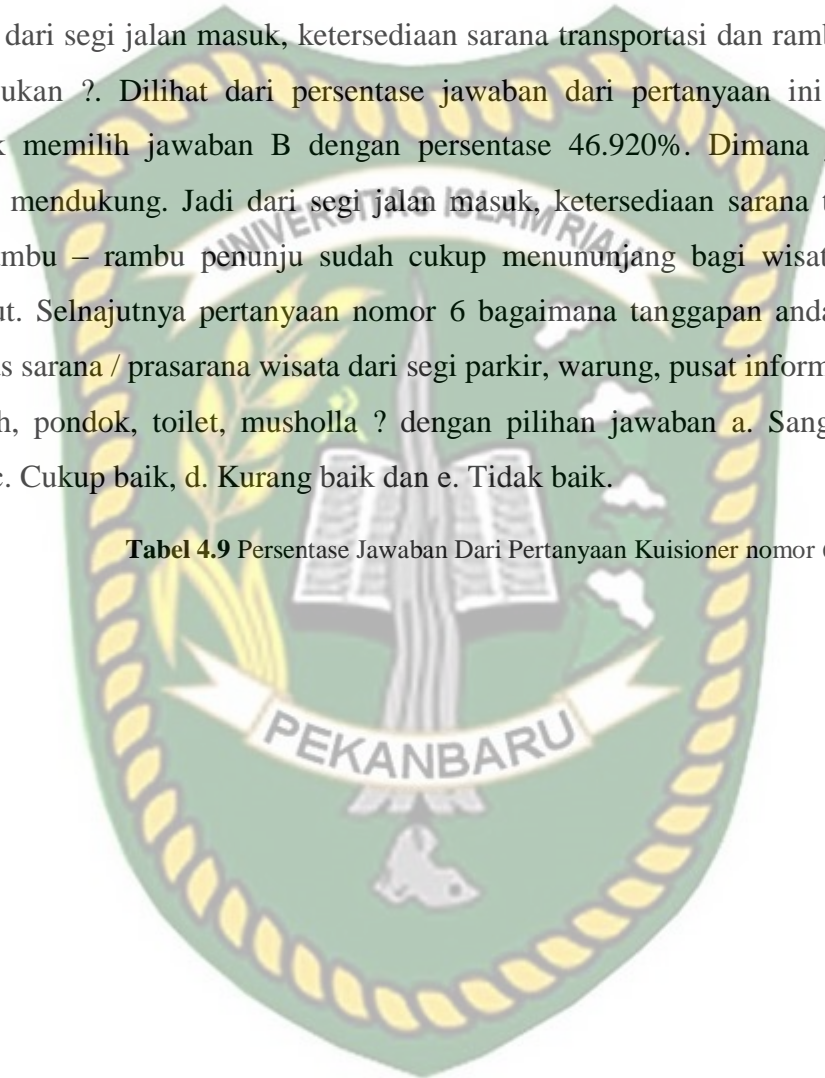 dari segi jalan masuk, ketersediaan sarana transportasi dan ramb
ukan ?. Dilihat dari persentase jawaban dari pertanyaan ini
k memilih jawaban B dengan persentase 46.920%. Dimana
mendukung. Jadi dari segi jalan masuk, ketersediaan sarana t
mbu – rambu penunju sudah cukup menununjang bagi wisat
ut. Selnajutnya pertanyaan nomor 6 bagaimana tanggapan anda
s sarana / prasarana wisata dari segi parkir, warung, pusat inform
h, pondok, toilet, musholla ? dengan pilihan jawaban a. Sang
c. Cukup baik, d. Kurang baik dan e. Tidak baik.
Tabel 4.9 Persentase Jawaban Dari Pertanyaan Kuisioner nomor
UNIVERSITAS ISLAM RIAU
PEKANBARU